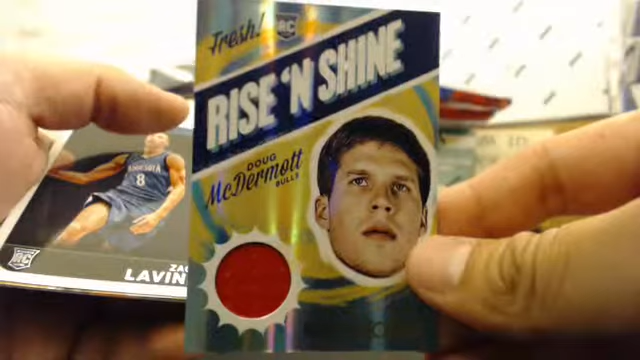 Fresh! RC
RISE 'N SHINE
DOUG
McDermott
BULLS
8
RC
LAVIN